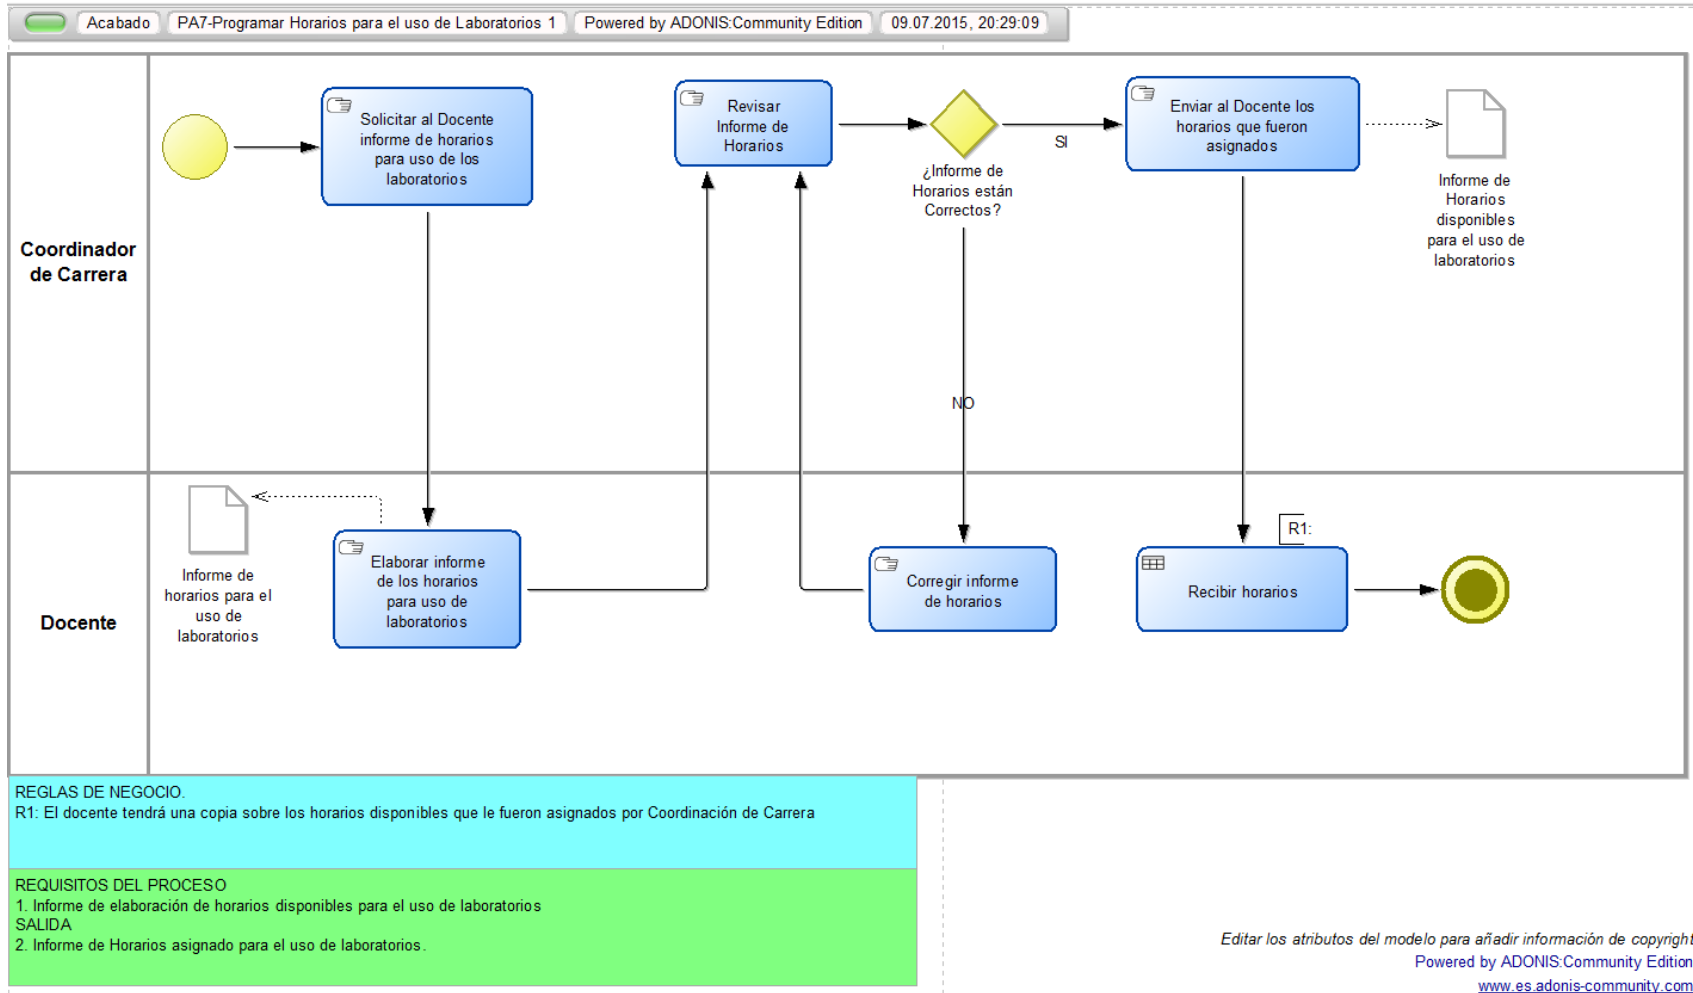 Acabado
PA7-Programar Horarios para el uso de Laboratorios 1
Powered by ADONIS:Community Edition
09.07.2015, 20:29:09
Coordinador
de Carrera
Solicitar al Docente
informe de horarios
para uso de los
laboratorios
Revisar
Informe de
Horarios
¿Informe de
Horarios están
Correctos?
SI
NO
Enviar al Docente los
horarios que fueron
asignados
Informe de
Horarios
disponibles
para el uso de
laboratorios
Docente
Informe de
horarios para el
uso de
laboratorios
Elaborar informe
de los horarios
para uso de
laboratorios
Corregir informe
de horarios
R1:
Recibir horarios
REGLAS DE NEGOCIO.
R1: El docente tendrá una copia sobre los horarios disponibles que le fueron asignados por Coordinación de Carrera
REQUISITOS DEL PROCESO
1. Informe de elaboración de horarios disponibles para el uso de laboratorios
SALIDA
2. Informe de Horarios asignado para el uso de laboratorios.
Editar los atributos del modelo para añadir información de copyright
Powered by ADONIS:Community Edition
www.es.adonis-community.com